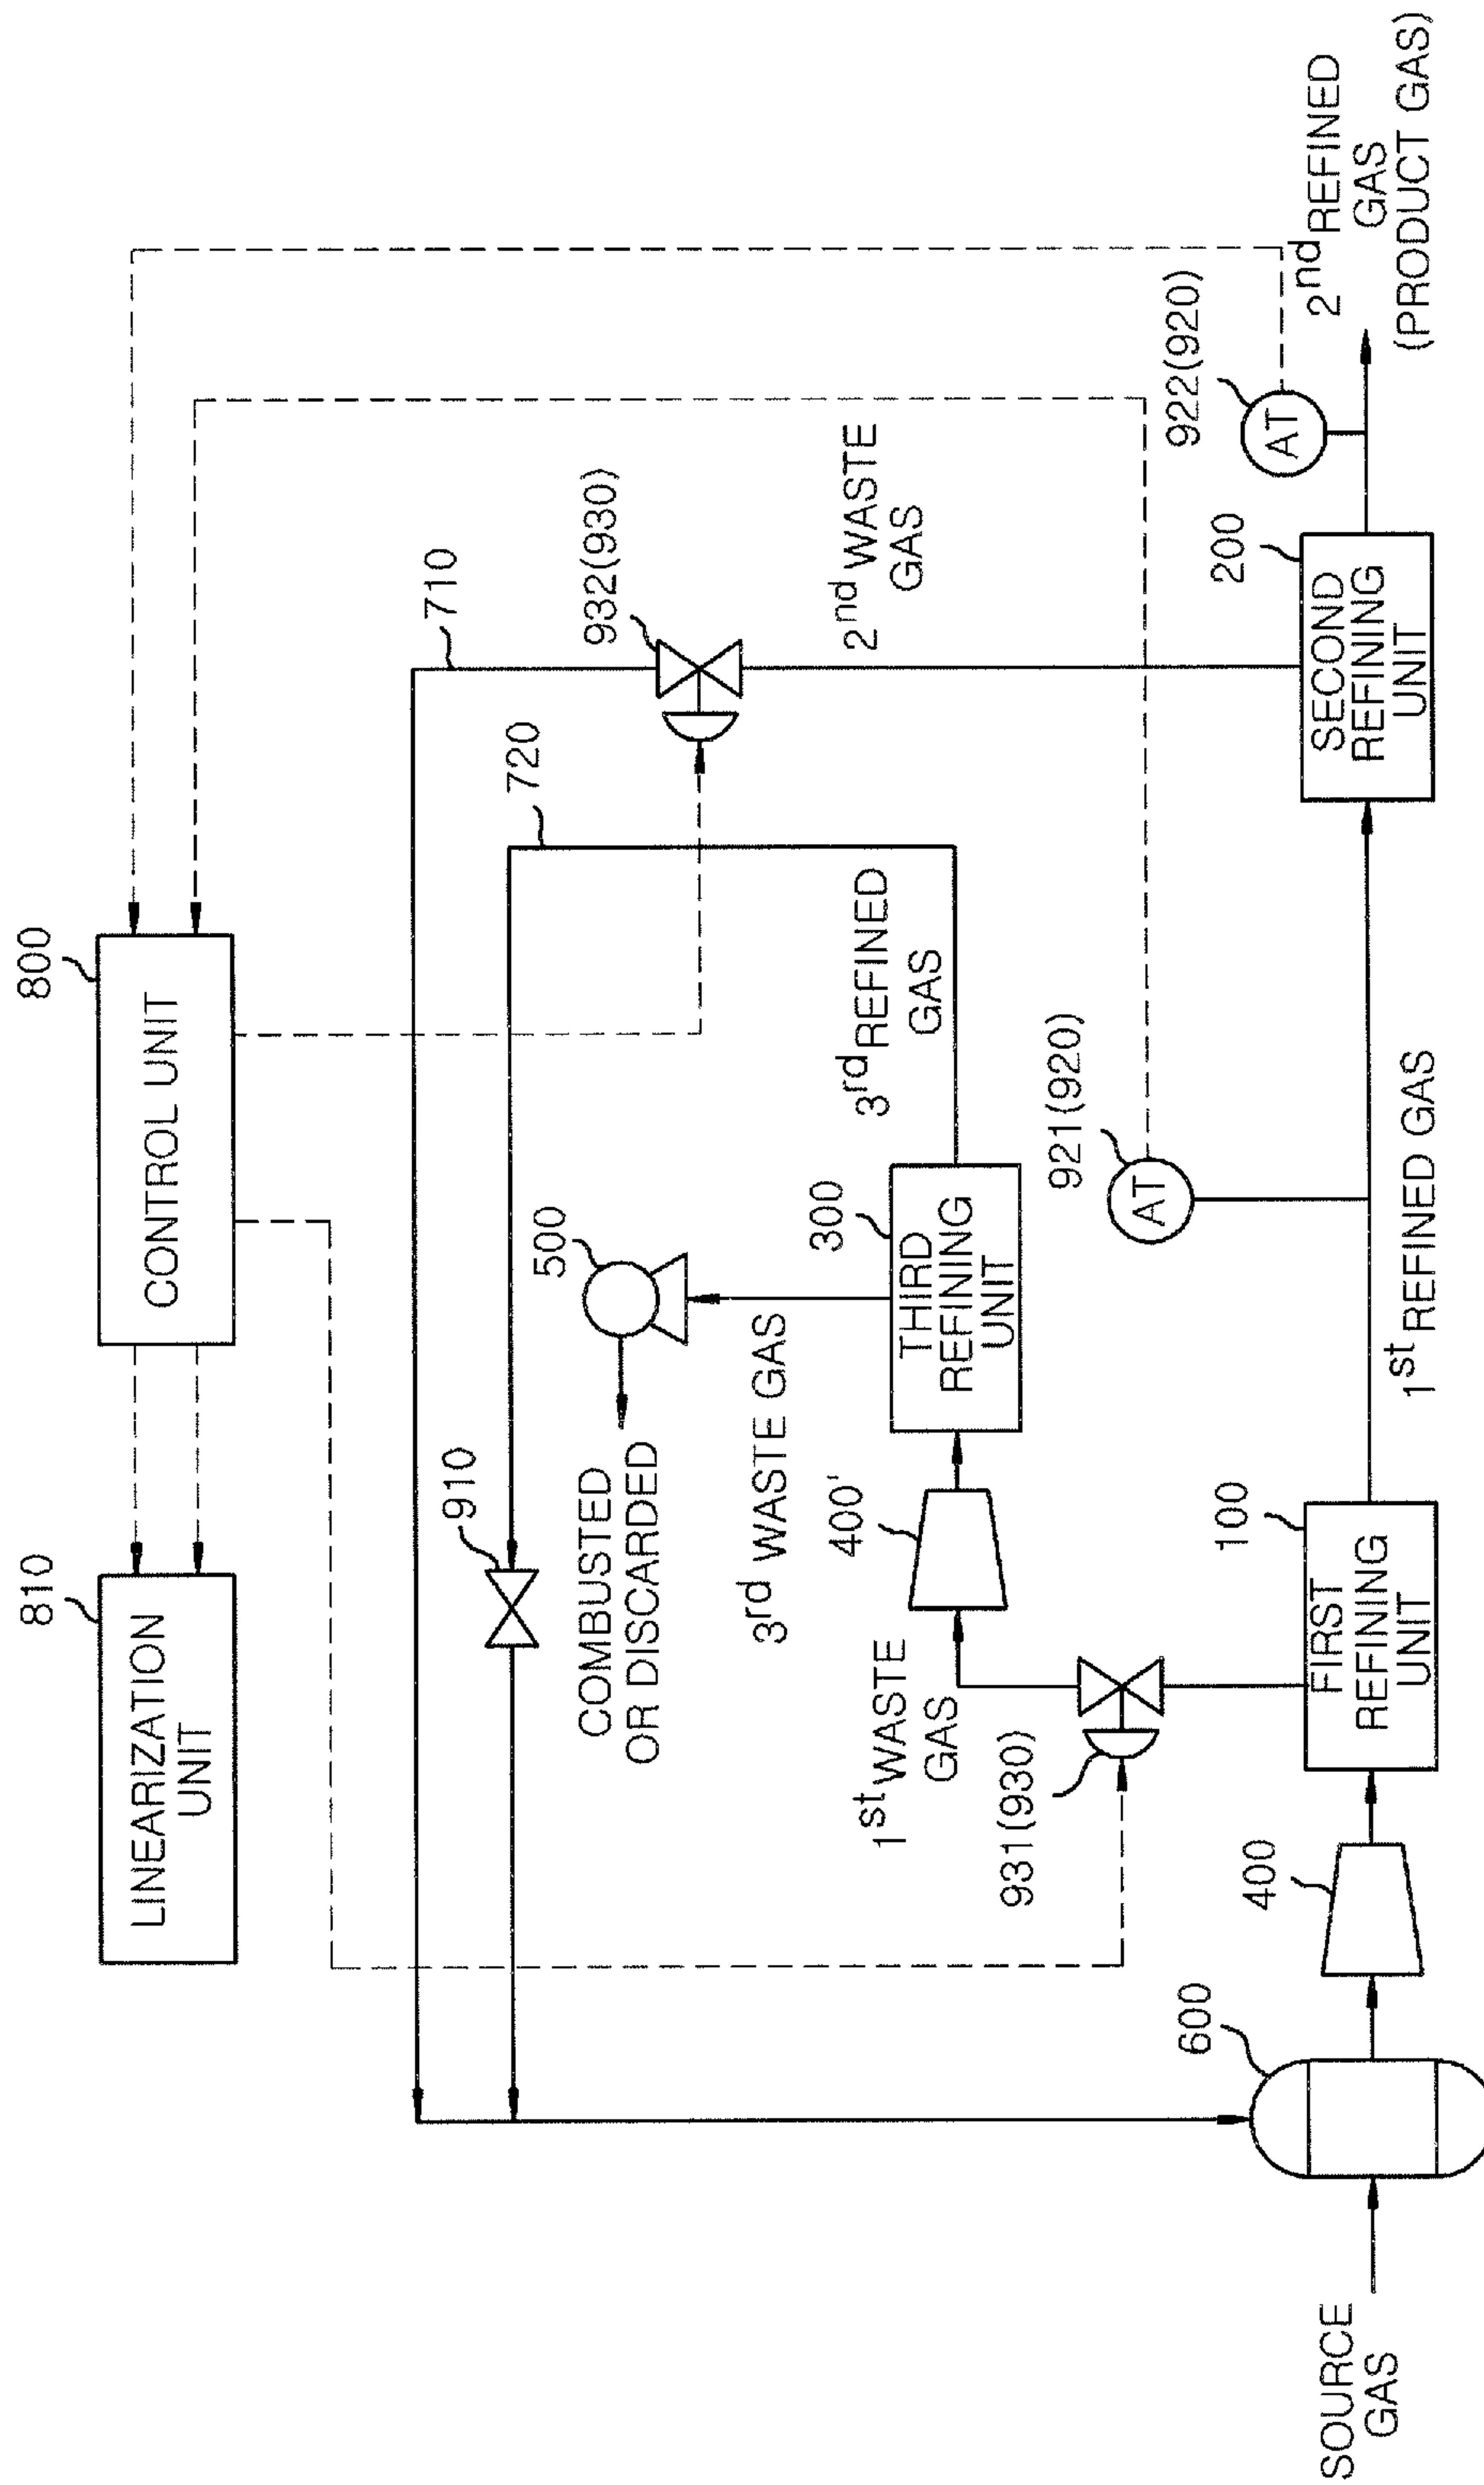 810
LINEARIZATION
UNIT
800
CONTROL UNIT
710
720
910
932(930)
2nd WASTE
GAS
COMBUSTED
OR DISCARDED
500
3rd WASTE GAS
3rd REFINED
GAS
1st WASTE
GAS
400'
300
THIRD
REFINING
UNIT
931(930)
921(920)
AT
922(920)
AT
SOURCE
GAS
600
400
100
FIRST
REFINING
UNIT
1st REFINED GAS
200
SECOND
REFINING
UNIT
2nd REFINED
GAS
(PRODUCT GAS)